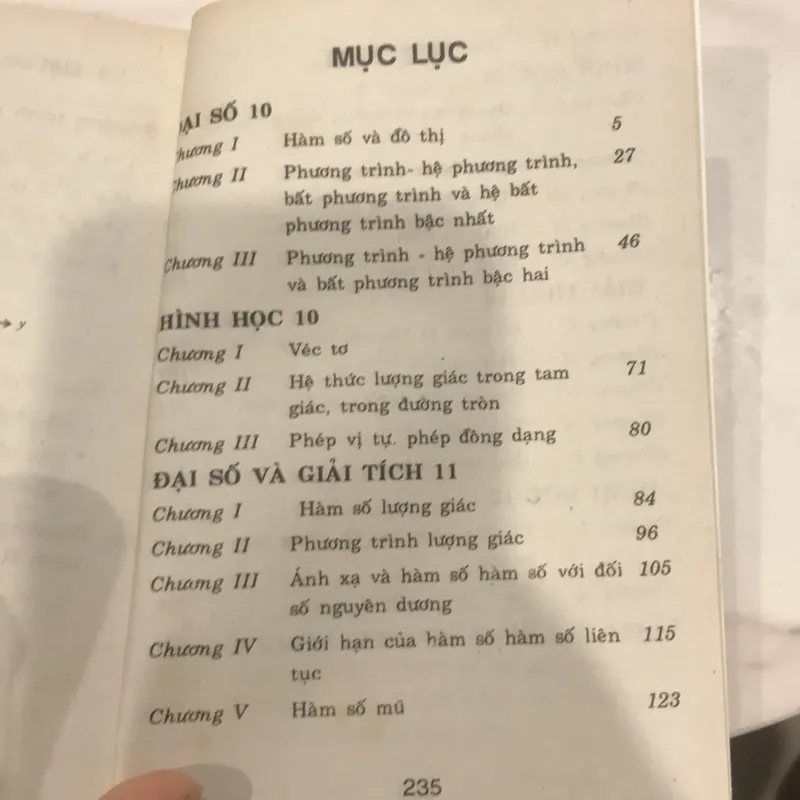 MỤC LỤC
ĐẠI SỐ 10
Chương I Hàm số và đồ thị 5
Chương II Phương trình- hệ phương trình, 27
bất phương trình và hệ bất
phương trình bậc nhất
Chương III Phương trình - hệ phương trình 46
và bất phương trình bậc hai
HÌNH HỌC 10
Chương I Véc tơ
Chương II Hệ thức lượng giác trong tam 71
giác, trong đường tròn
Chương III Phép vị tự. phép đồng dạng 80
ĐẠI SỐ VÀ GIẢI TÍCH 11
Chương I Hàm số lượng giác 84
Chương II Phương trình lượng giác 96
Chương III Ánh xạ và hàm số hàm số với đối 105
số nguyên dương
Chương IV Giới hạn của hàm số hàm số liên 115
tục
Chương V Hàm số mũ 123
235
y